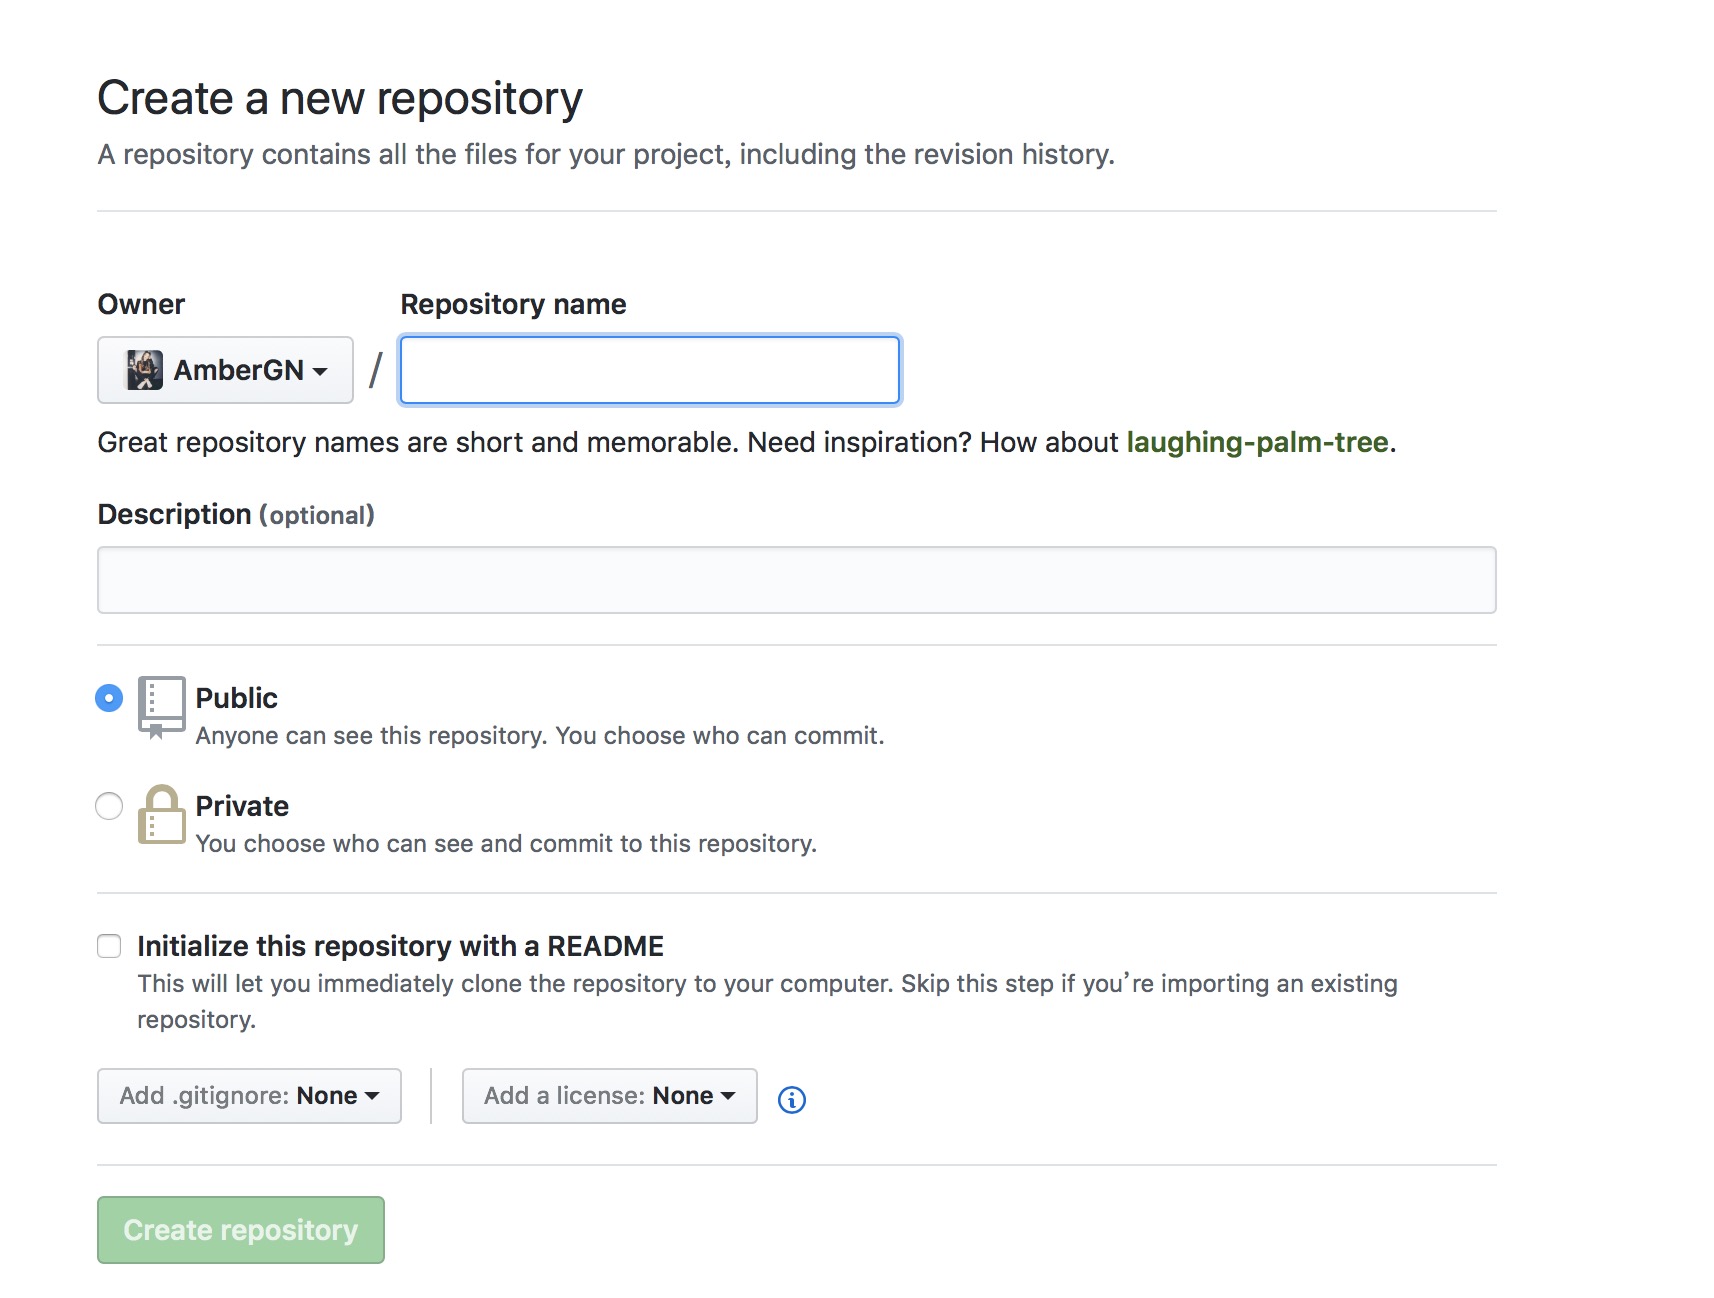 Create a new repository
A repository contains all the files for your project, including the revision history.
Owner
Repository name
AmberGN
/
Great repository names are short and memorable. Need inspiration? How about laughing-palm-tree.
Description (optional)
Public
Anyone can see this repository. You choose who can commit.
Private
You choose who can see and commit to this repository.
Initialize this repository with a README
This will let you immediately clone the repository to your computer. Skip this step if you’re importing an existing
repository.
Add .gitignore: None
Add a license: None
Create repository